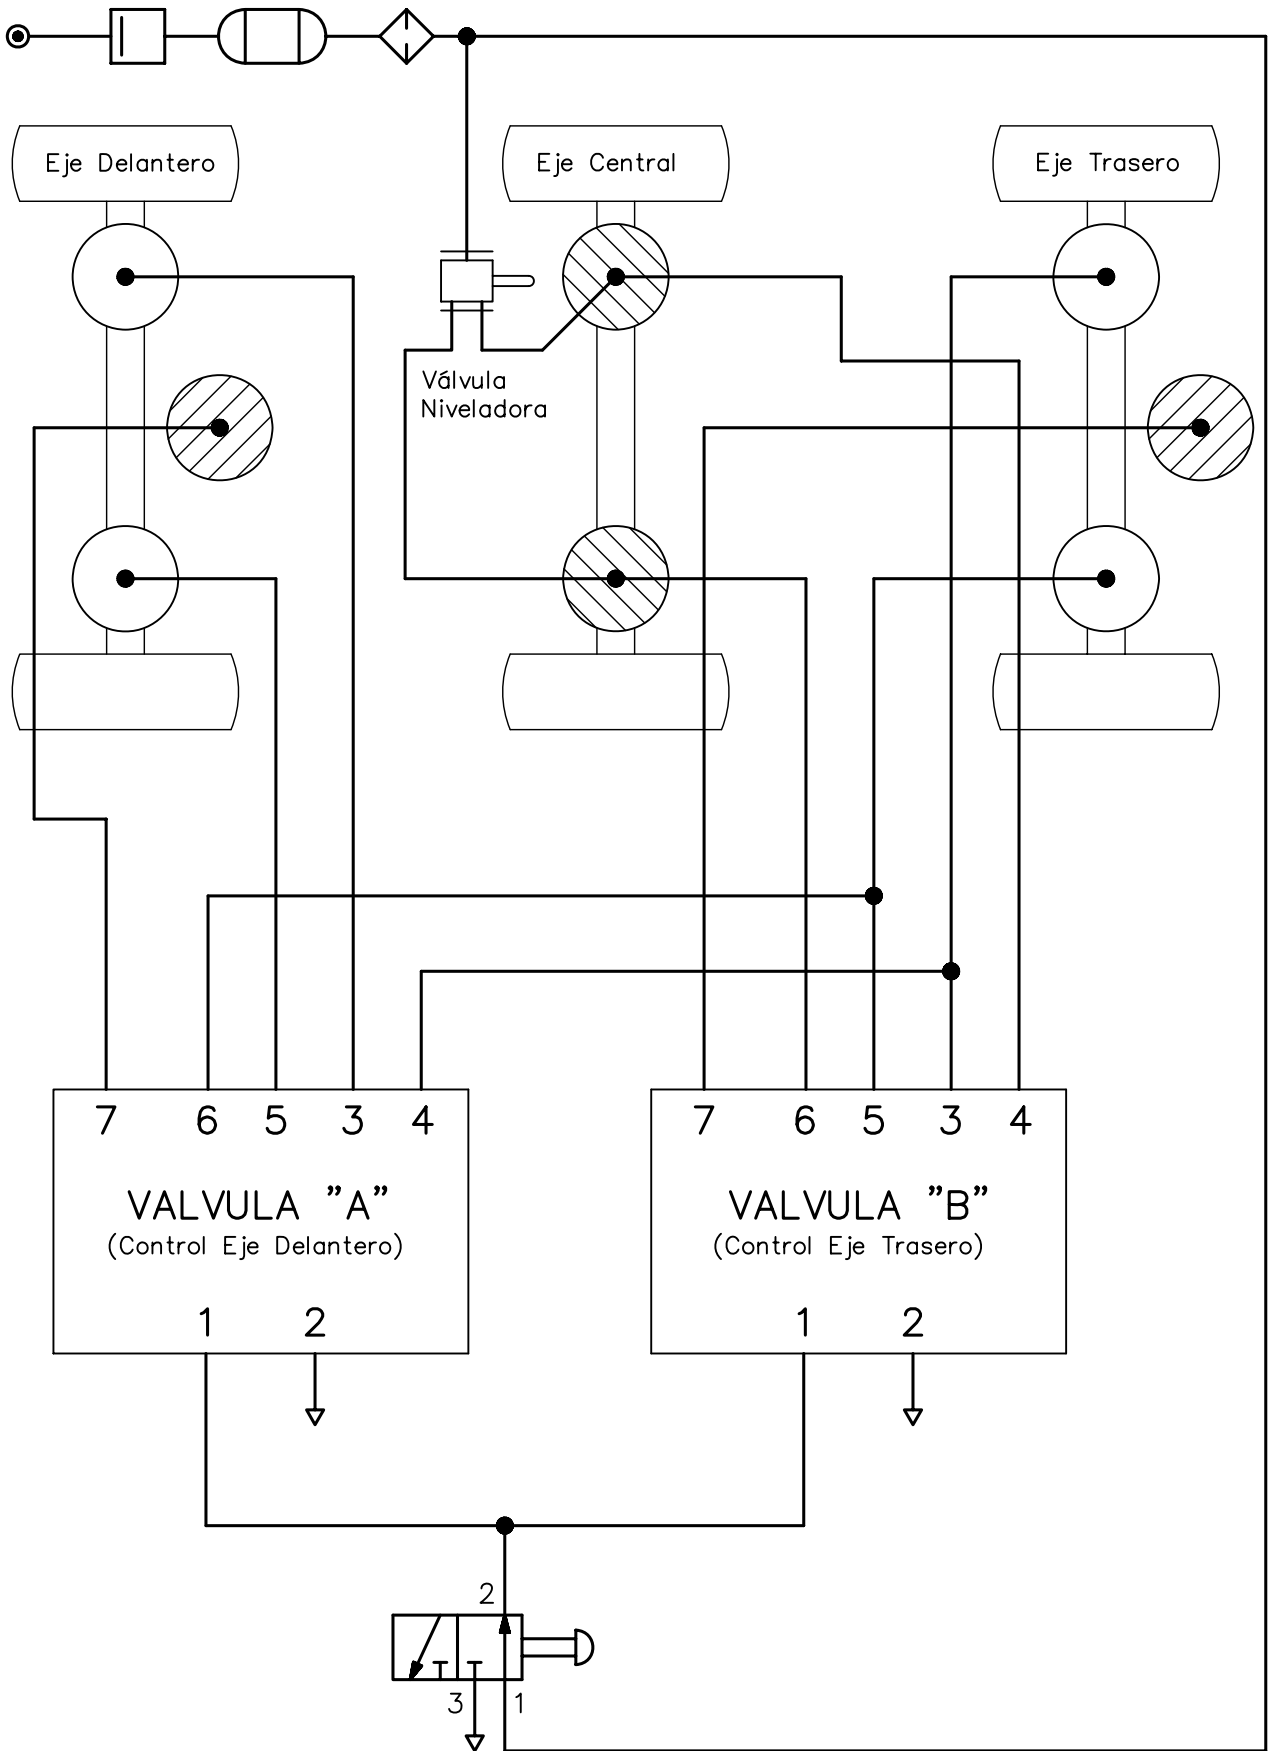 Eje Delantero
Eje Central
Eje Trasero
Válvula
Niveladora
7 6 5 3 4
7 6 5 3 4
VALVULA ”A”
(Control Eje Delantero)
VALVULA ”B”
(Control Eje Trasero)
1 2
1 2
2
3 1